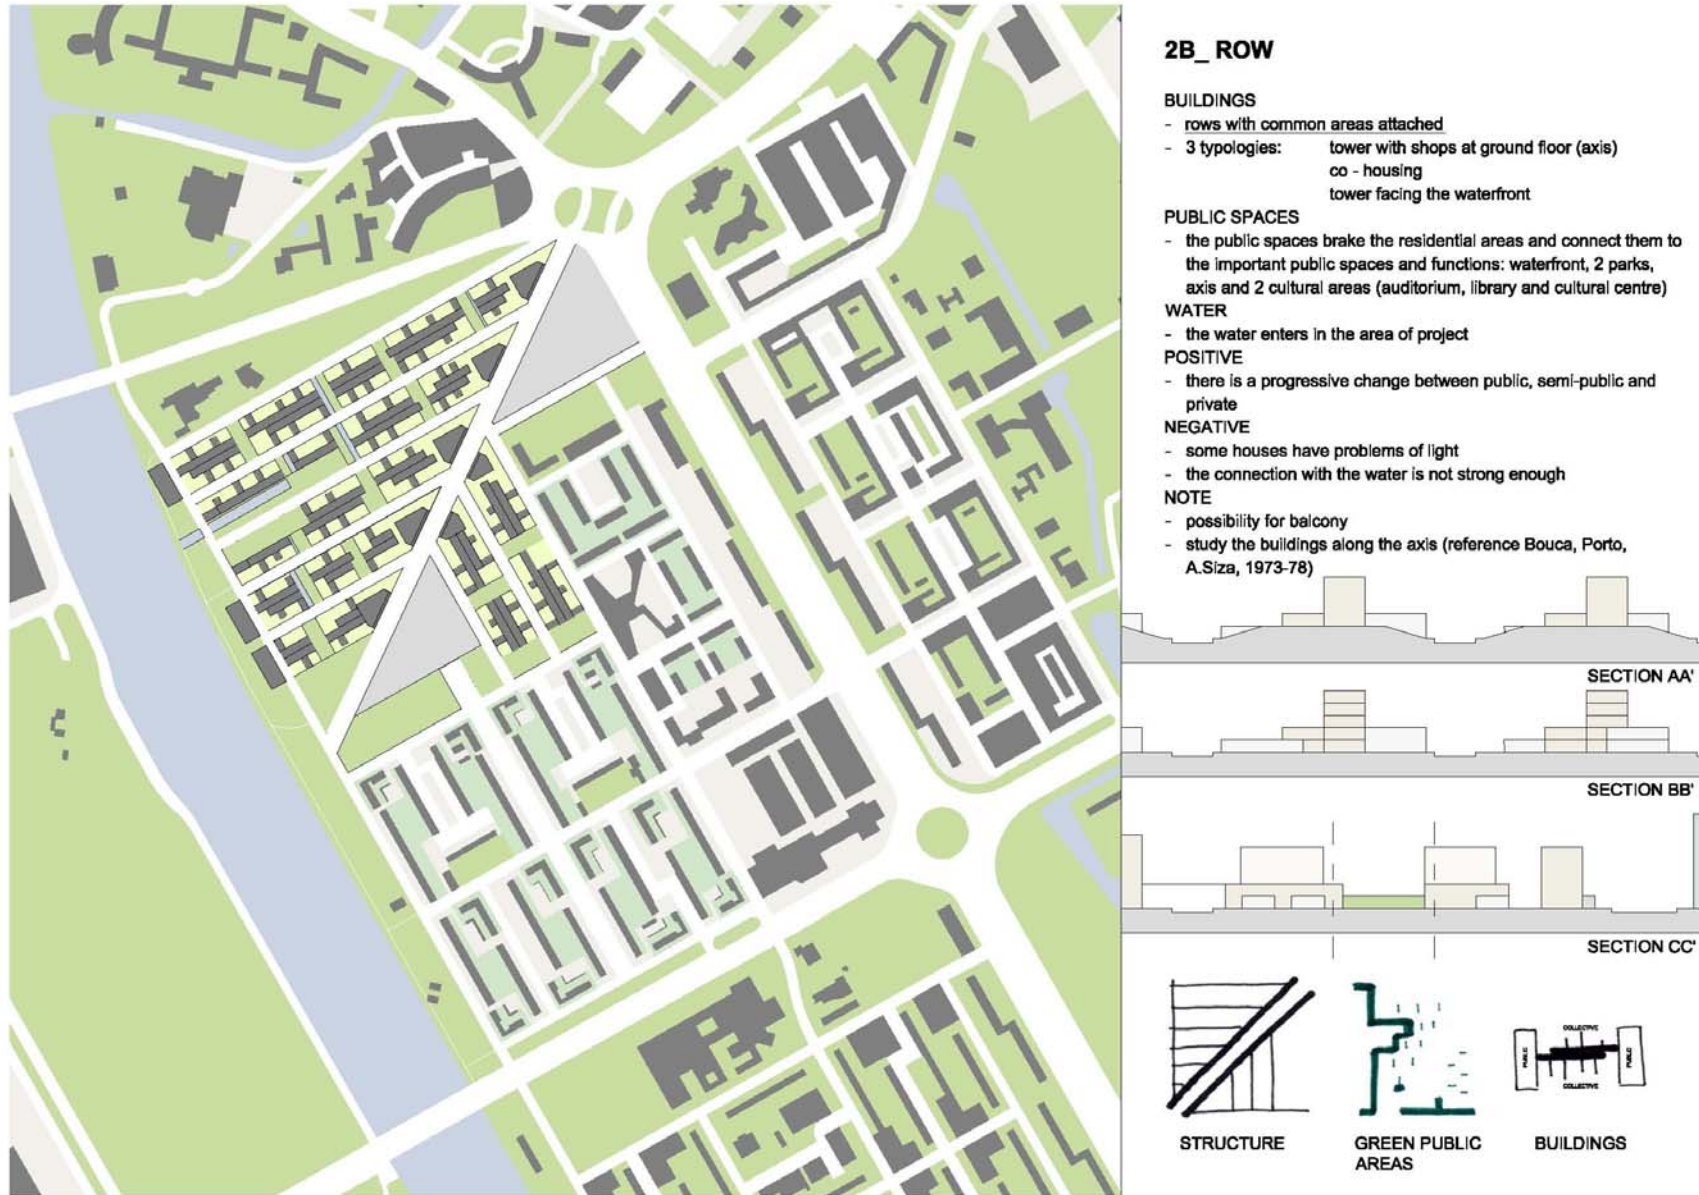 2B_ ROW
BUILDINGS
- rows with common areas attached
- 3 typologies: tower with shops at ground floor (axis)
co - housing
tower facing the waterfront
PUBLIC SPACES
- the public spaces brake the residential areas and connect them to
the important public spaces and functions: waterfront, 2 parks,
axis and 2 cultural areas (auditorium, library and cultural centre)
WATER
- the water enters in the area of project
POSITIVE
- there is a progressive change between public, semi-public and
private
NEGATIVE
- some houses have problems of light
- the connection with the water is not strong enough
NOTE
- possibility for balcony
- study the buildings along the axis (reference Bouca, Porto,
A.Siza, 1973-78)
SECTION AA'
SECTION BB'
SECTION CC'
COLLECTIVE
PUBLIC
PUBLIC
COLLECTIVE
STRUCTURE
GREEN PUBLIC
AREAS
BUILDINGS